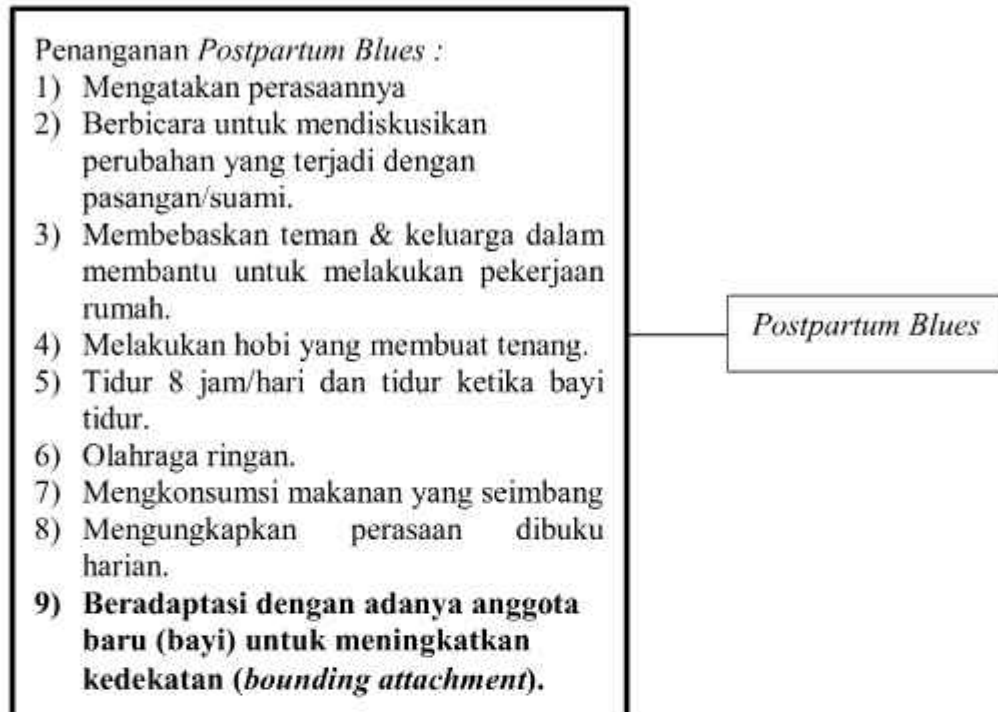 Penanganan Postpartum Blues :
1) Mengatakan perasaannya
2) Berbicara untuk mendiskusikan
perubahan yang terjadi dengan
pasangan/suami.
3) Membebaskan teman & keluarga dalam
membantu untuk melakukan pekerjaan
rumah.
4) Melakukan hobi yang membuat tenang.
5) Tidur 8 jam/hari dan tidur ketika bayi
tidur.
6) Olahraga ringan.
7) Mengkonsumsi makanan yang seimbang
8) Mengungkapkan perasaan dibuku
harian.
9) Beradaptasi dengan adanya anggota
baru (bayi) untuk meningkatkan
kedekatan (bounding attachment).
Postpartum Blues